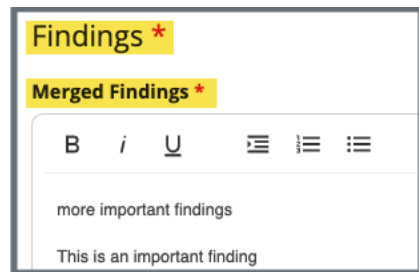 Findings *
Merged Findings *
B i U
more important findings
This is an important finding